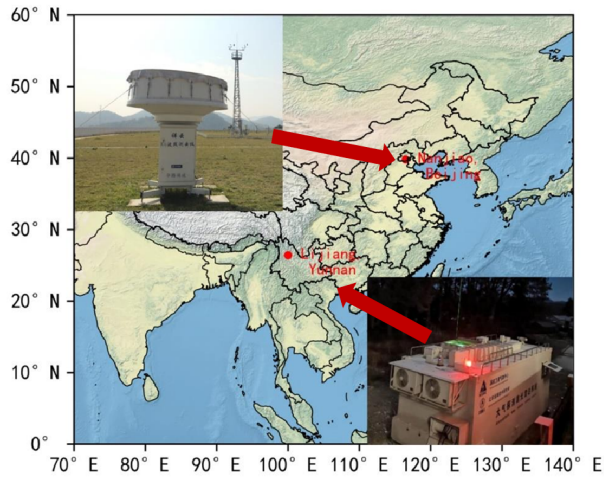 60° N
50° N
40° N
30° N
20° N
10° N
0°
Nanjiao,
Beijing
Lijiang,
Yunnan
70° E
80° E
90° E
100° E
110° E
120° E
130° E
140° E